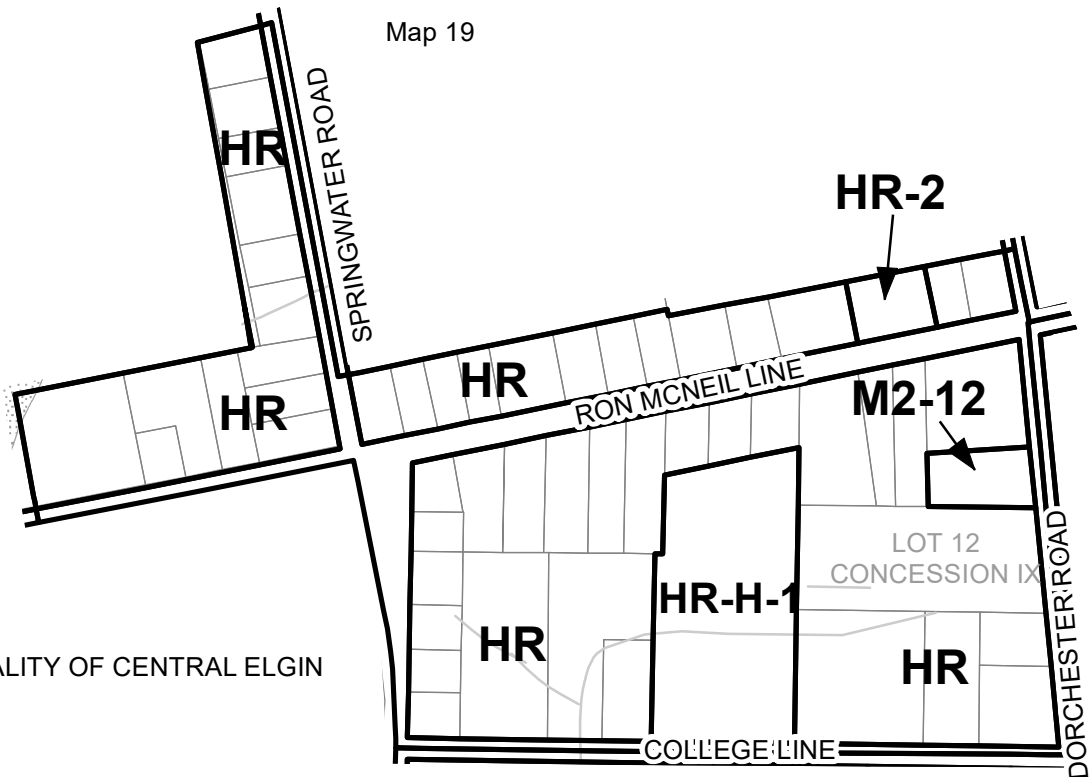 Map 19
HR
SPRINGWATER ROAD
HR-2
HR
HR
RON MCNEIL LINE
M2-12
LOT 12
CONCESSION IX
HR-H-1
HR
HR
ALITY OF CENTRAL ELGIN
COLLEGE LINE
DORCHESTER ROAD